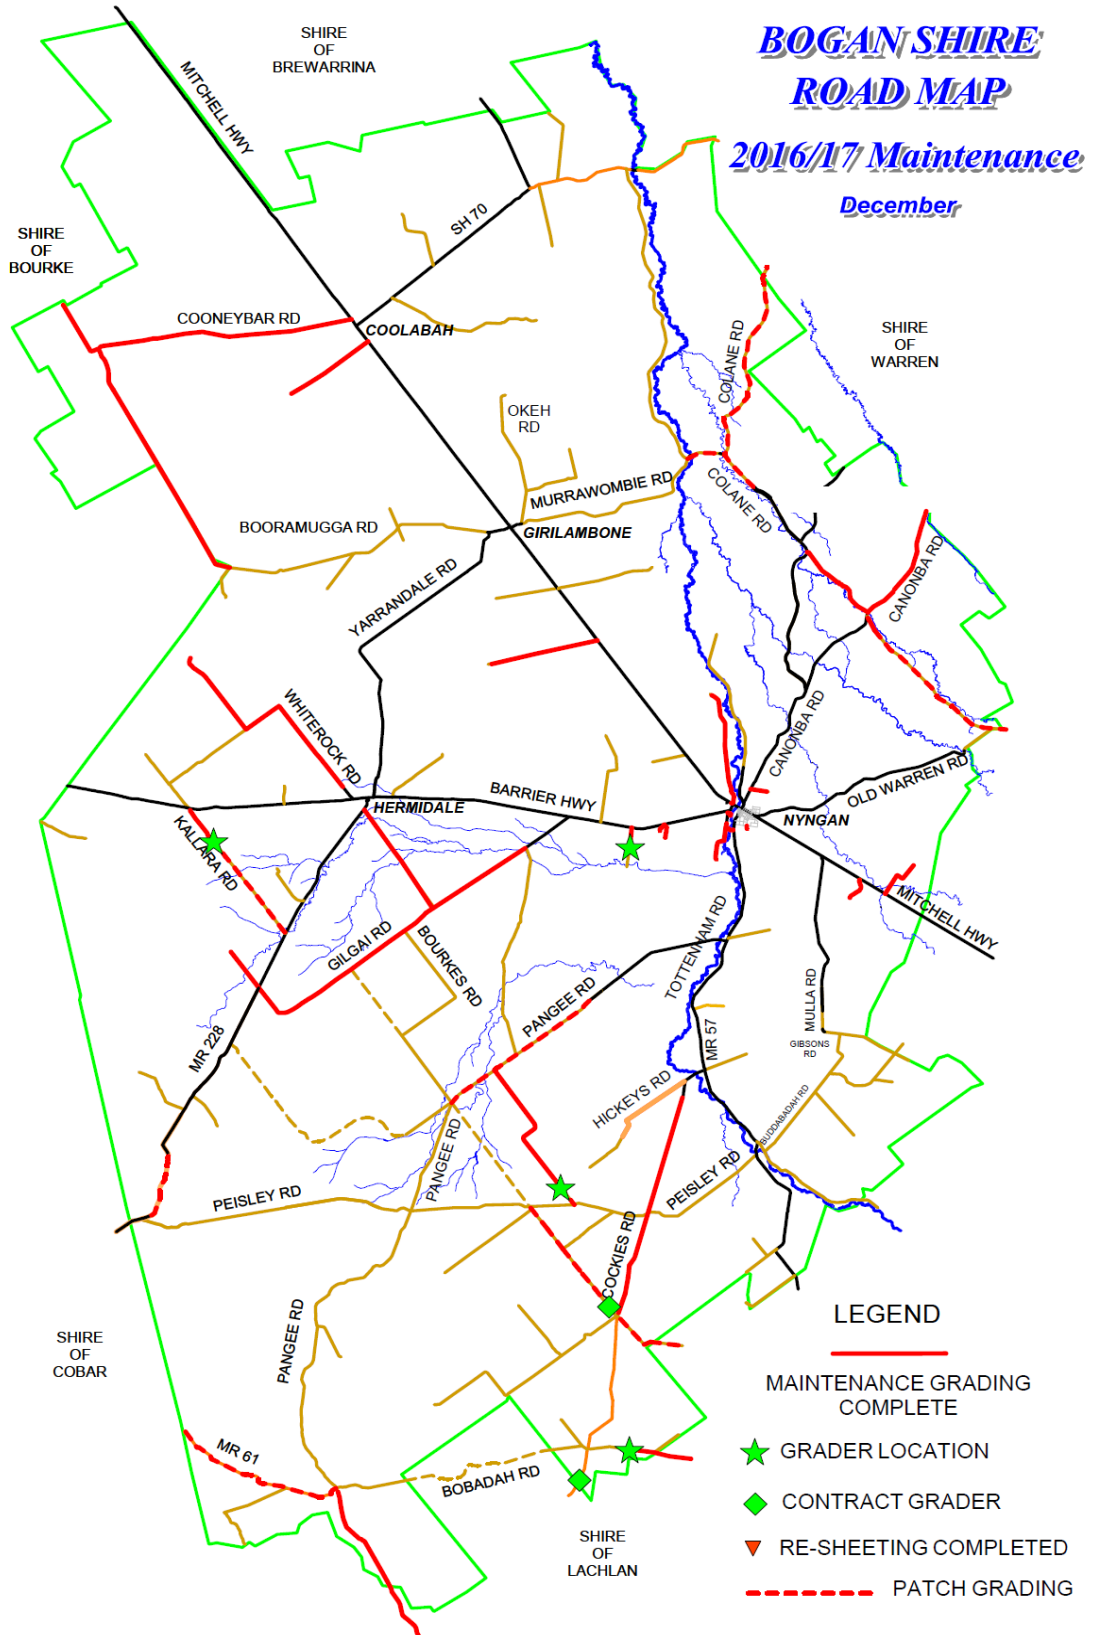 BOGAN SHIRE
ROAD MAP
2016/17 Maintenance
December
SHIRE
OF
BREWARRINA
MITCHELL HWY
SHIRE
OF
BOURKE
SH 70
COONEYBAR RD
COOLABAH
SHIRE
OF
WARREN
COLANE RD
OKEH
RD
MURRAWOMBIE RD
COLANE RD
BOORAMUGGA RD
GIRILAMBONE
CANONBA RD
YARRANDALE RD
WHITEROCK RD
CANONBA RD
OLD WARREN RD
BARRIER HWY
HERMIDALE
NYNGAN
KALLARA RD
MITCHELL HWY
GILGAI RD
BOURKES RD
TOTTENHAM RD
PANGEE RD
MULLA RD
MR 228
MR 57
GIBSONS
RD
HICKEYS RD
BUDDABADAH RD
PANGEE RD
PEISLEY RD
PEISLEY RD
COCKIES RD
PANGEE RD
SHIRE
OF
COBAR
MR 61
BOBADAH RD
SHIRE
OF
LACHLAN
LEGEND
MAINTENANCE GRADING
COMPLETE
GRADER LOCATION
CONTRACT GRADER
RE-SHEETING COMPLETED
PATCH GRADING